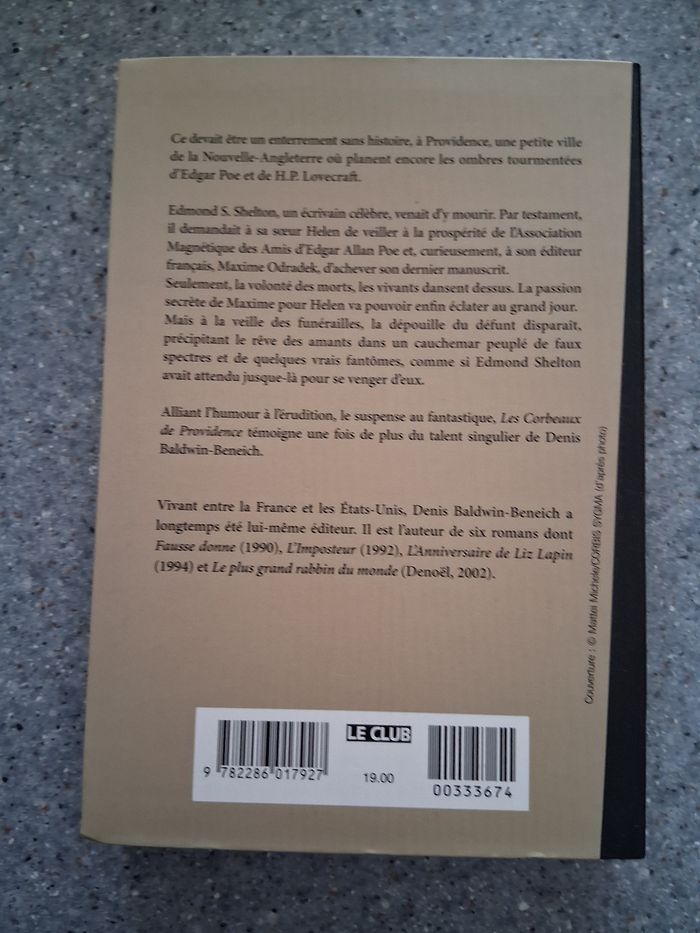 Ce devait être un enterrement sans histoire, à Providence, une petite ville
de la Nouvelle-Angleterre où planent encore les ombres tourmentées
d'Edgar Poe et de H.P. Lovecraft.
Edmond S. Shelton, un écrivain célèbre, venait d'y mourir. Par testament,
il demandait à sa sœur Helen de veiller à la prospérité de l'Association
Magnétique des Amis d'Edgar Allan Poe et, curieusement, à son éditeur
français, Maxime Odradek, d'achever son dernier manuscrit.
Seulement, la volonté des morts, les vivants dansent dessus. La passion
secrète de Maxime pour Helen va pouvoir enfin éclater au grand jour.
Mais à la veille des funérailles, la dépouille du défunt disparaît,
précipitant le rêve des amants dans un cauchemar peuplé de faux
spectres et de quelques vrais fantômes, comme si Edmond Shelton
avait attendu jusque-là pour se venger d'eux.
Alliant l'humour à l'érudition, le suspense au fantastique, Les Corbeaux
de Providence témoigne une fois de plus du talent singulier de Denis
Baldwin-Beneich.
Vivant entre la France et les États-Unis, Denis Baldwin-Beneich a
longtemps été lui-même éditeur. Il est l'auteur de six romans dont
Fausse donne (1990), L'Imposteur (1992), L'Anniversaire de Liz Lapin
(1994) et Le plus grand rabbin du monde (Denoël, 2002).
Couverture : © Mattei Michele/CORBIS SYGMA (d'après photo)
LE CLUB
9 782286 017927
19.00
00333674